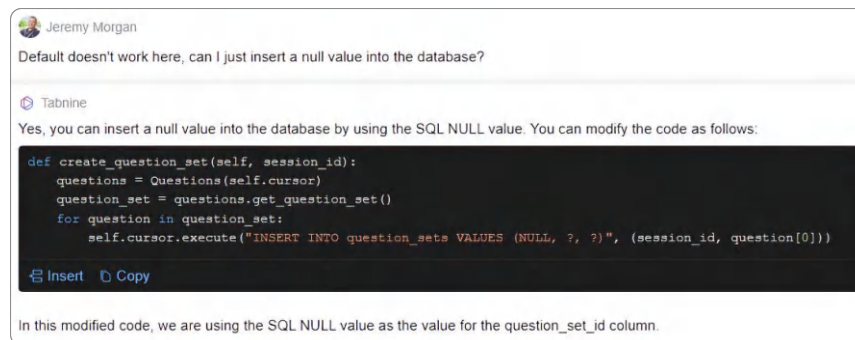 Jeremy Morgan
Default doesn't work here, can I just insert a null value into the database?
Tabnine
Yes, you can insert a null value into the database by using the SQL NULL value. You can modify the code as follows:
def create_question_set(self, session_id):
    questions = Questions(self.cursor)
    question_set = questions.get_question_set()
    for question in question_set:
        self.cursor.execute("INSERT INTO question_sets VALUES (NULL, ?, ?)", (session_id, question[0]))
Insert Copy
In this modified code, we are using the SQL NULL value as the value for the question_set_id column.